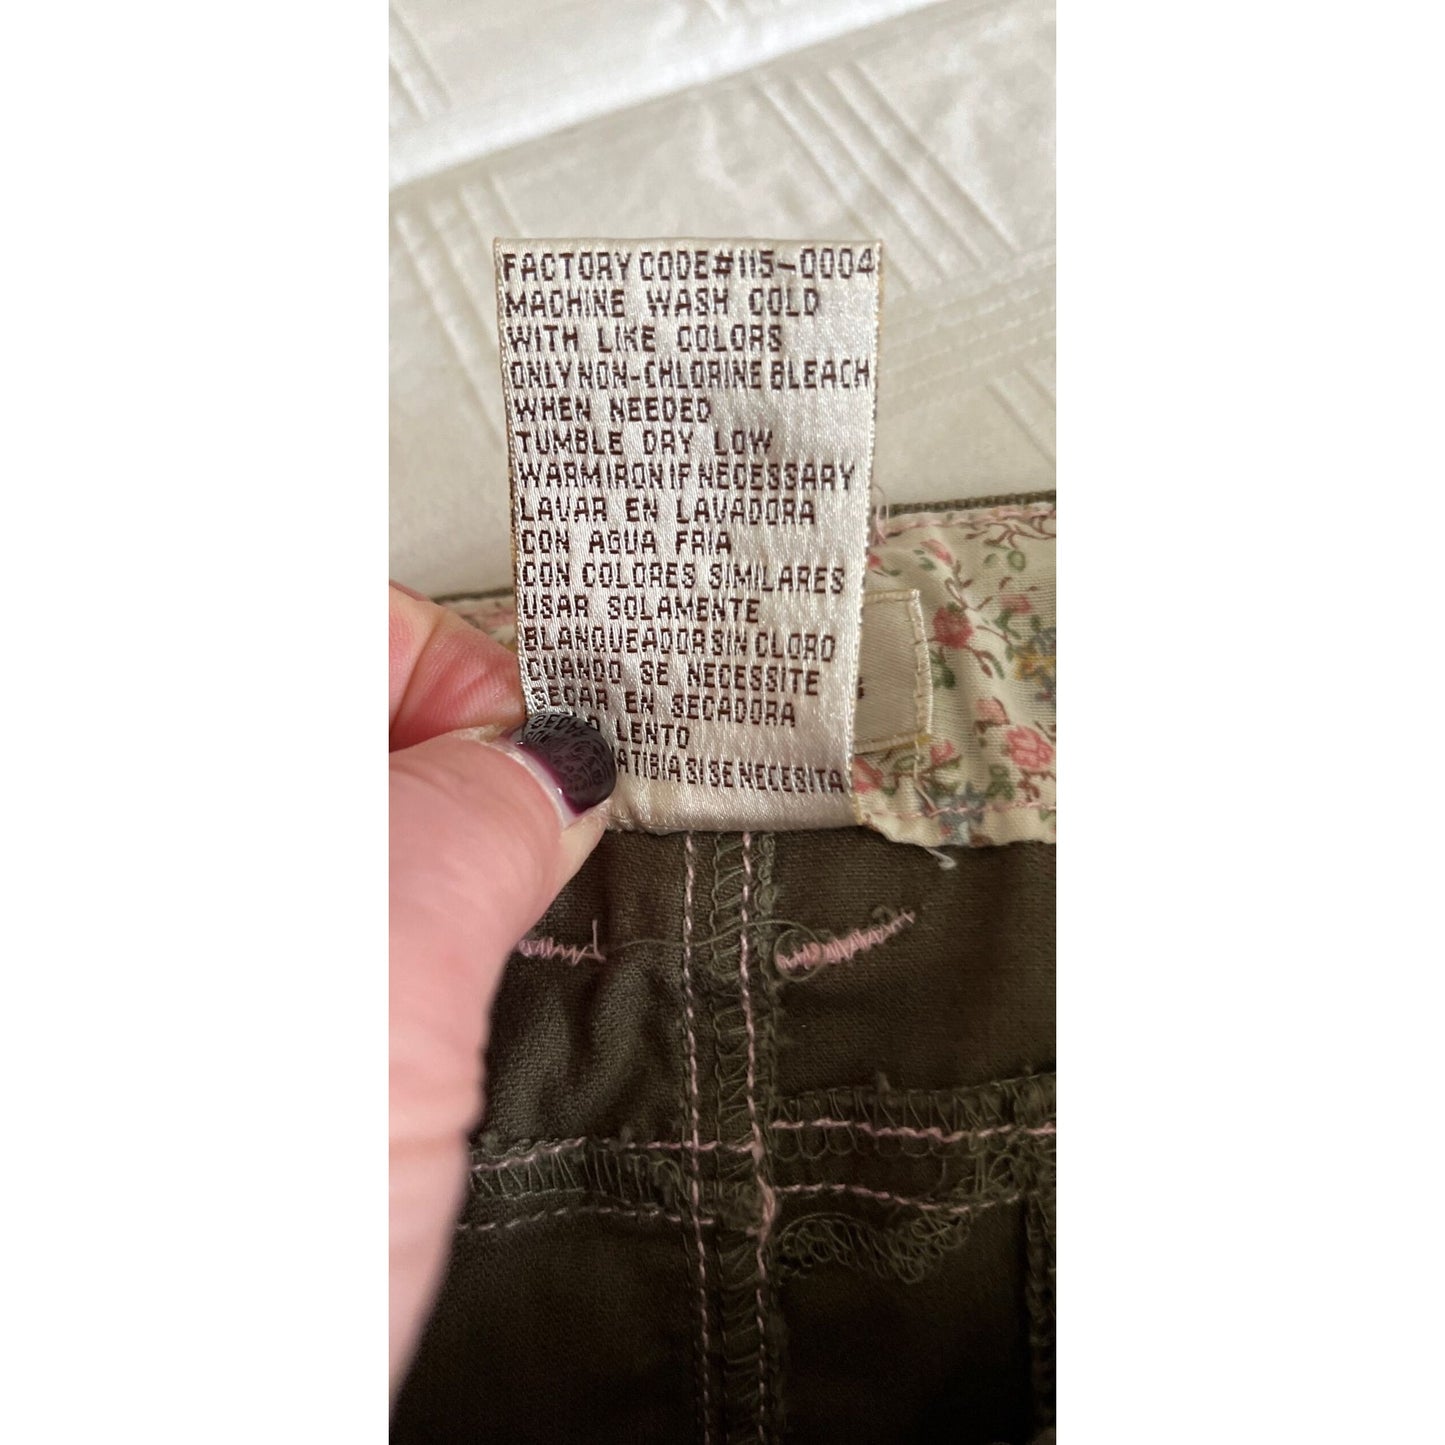 FACTORY CODE#115-0004
MACHINE WASH COLD
WITH LIKE COLORS
ONLY NON-CHLORINE BLEACH
WHEN NEEDED
TUMBLE DRY LOW
WARM IRON IF NECESSARY
LAVAR EN LAVADORA
CON AGUA FRIA
CON COLORES SIMILARES
USAR SOLAMENTE
BLANQUEADOR SIN CLORO
CUANDO SE NECESSITE
SECAR EN SECADORA
LENTO
SI SE NECESITA